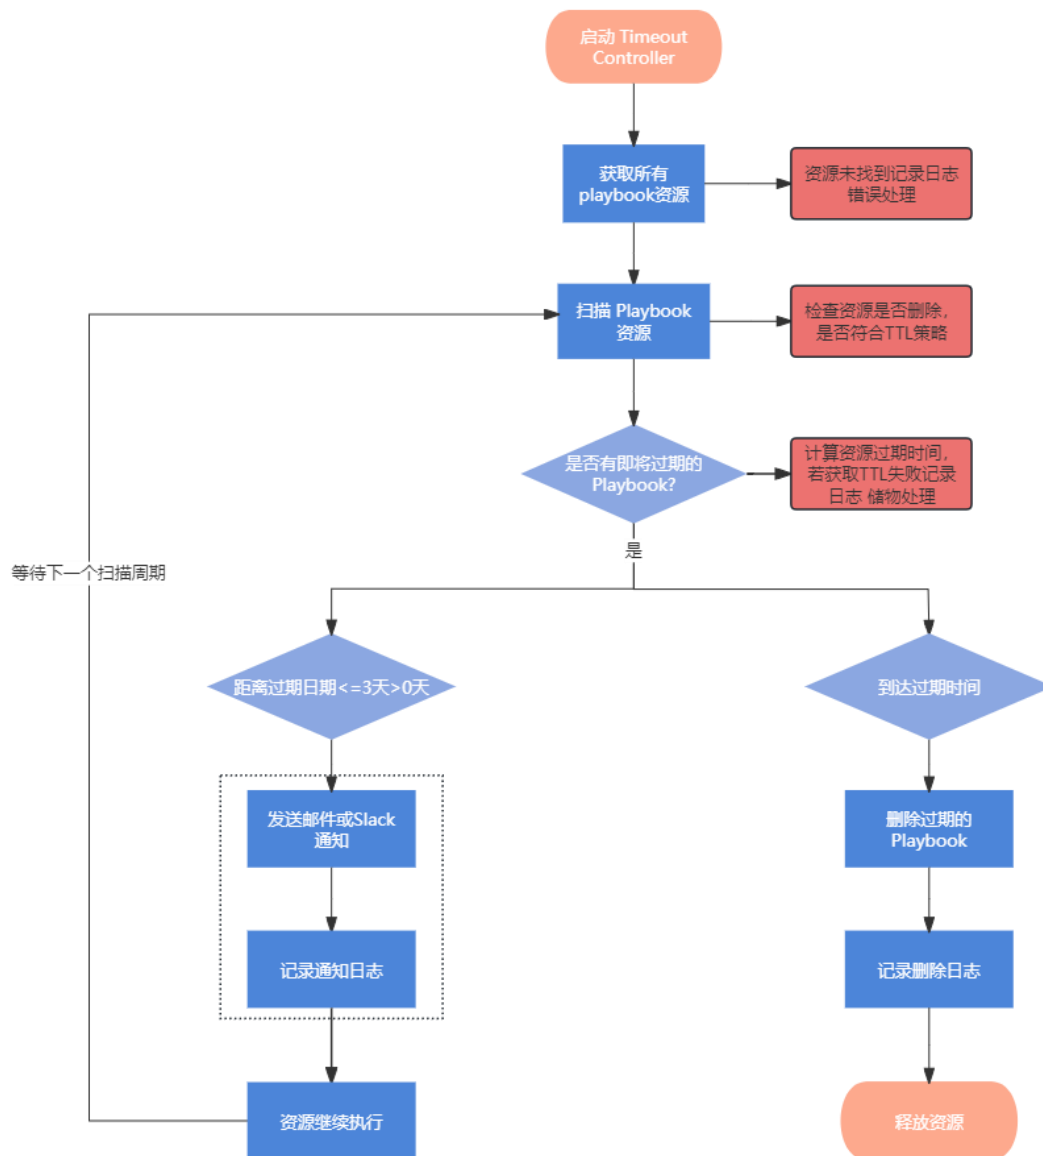 启动 Timeout
Controller
获取所有
playbook资源
资源未找到记录日志
错误处理
扫描 Playbook
资源
检查资源是否删除，
是否符合TTL策略
是否有即将过期的
Playbook?
计算资源过期时间，
若获取TTL失败记录
日志 储物处理
是
等待下一个扫描周期
距离过期日期<=3天>0天
到达过期时间
发送邮件或Slack
通知
删除过期的
Playbook
记录通知日志
记录删除日志
资源继续执行
释放资源